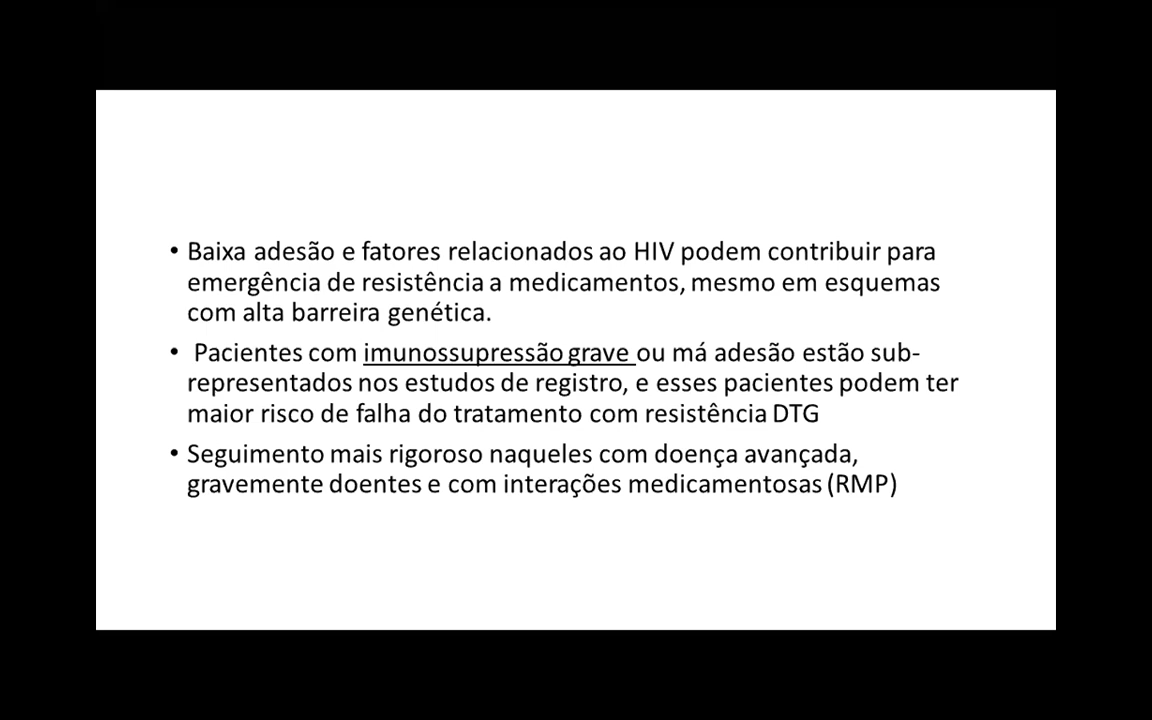 • Baixa adesão e fatores relacionados ao HIV podem contribuir para
emergência de resistência a medicamentos, mesmo em esquemas
com alta barreira genética.
• Pacientes com imunossupressão grave ou má adesão estão sub-
representados nos estudos de registro, e esses pacientes podem ter
maior risco de falha do tratamento com resistência DTG
• Seguimento mais rigoroso naqueles com doença avançada,
gravemente doentes e com interações medicamentosas (RMP)